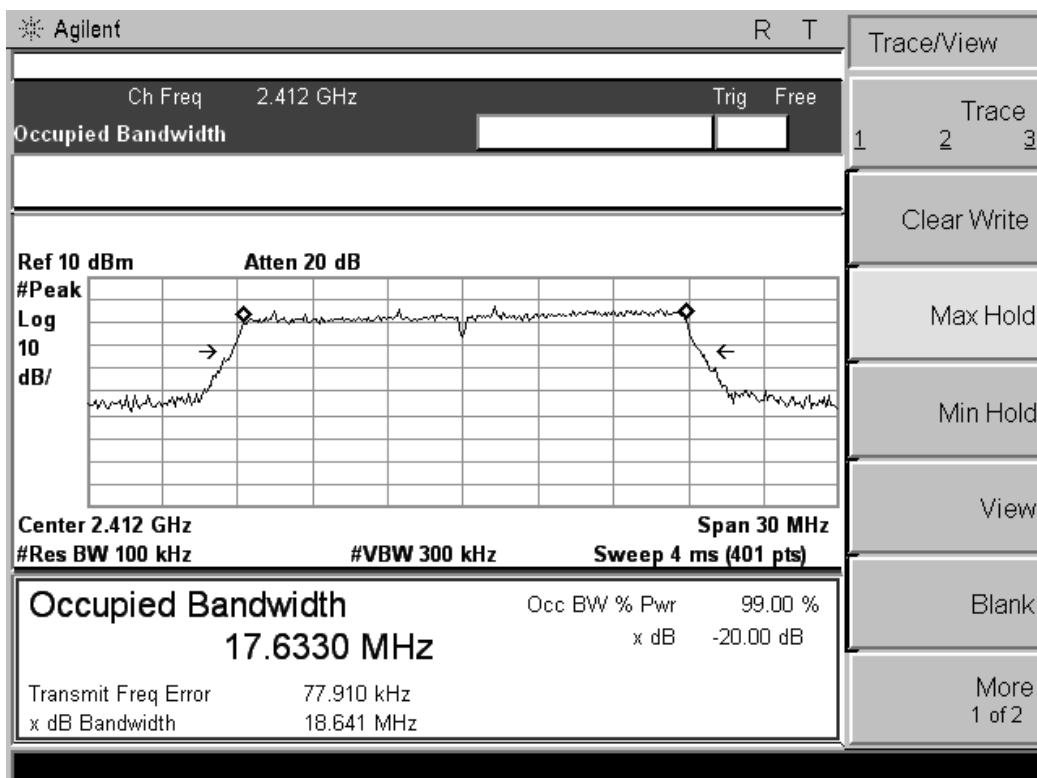 Agilent R T
Ch Freq 2.412 GHz Trig Free
Occupied Bandwidth
Ref 10 dBm Atten 20 dB
#Peak
Log
10
dB/
Center 2.412 GHz Span 30 MHz
#Res BW 100 kHz #VBW 300 kHz Sweep 4 ms (401 pts)
Occupied Bandwidth
17.6330 MHz
Occ BW % Pwr 99.00 %
x dB -20.00 dB
Transmit Freq Error 77.910 kHz
x dB Bandwidth 18.641 MHz
Trace/View
Trace
1 2 3
Clear Write
Max Hold
Min Hold
View
Blank
More
1 of 2